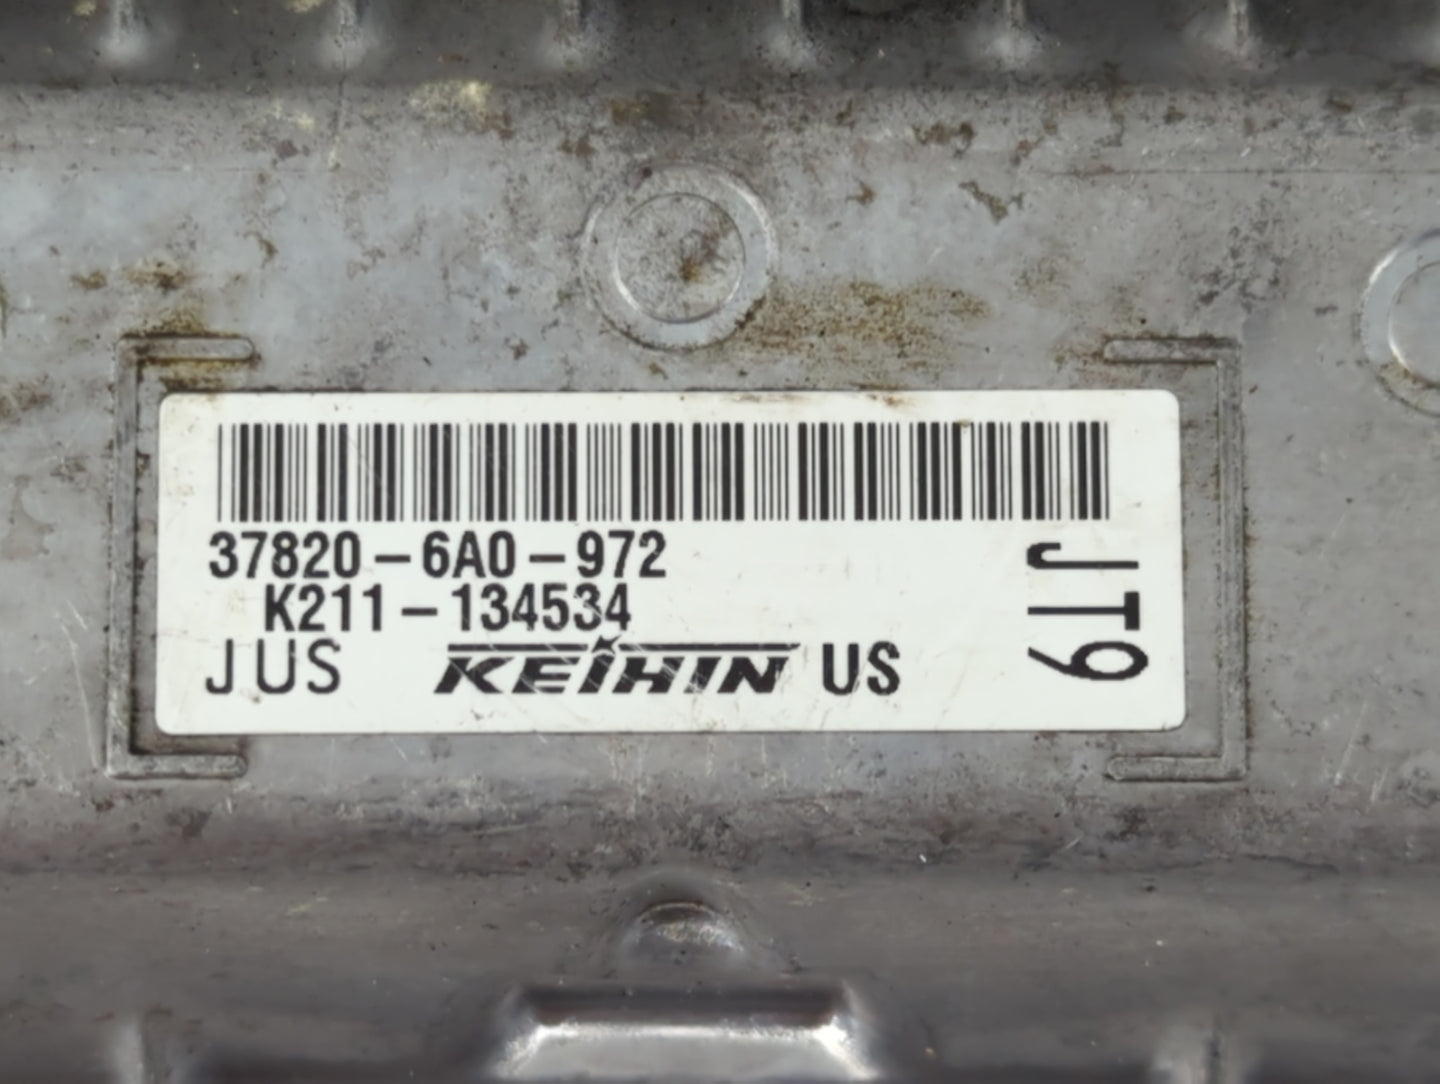 37820-6A0-972
K211-134534
JUS KEIHIN US
JT9